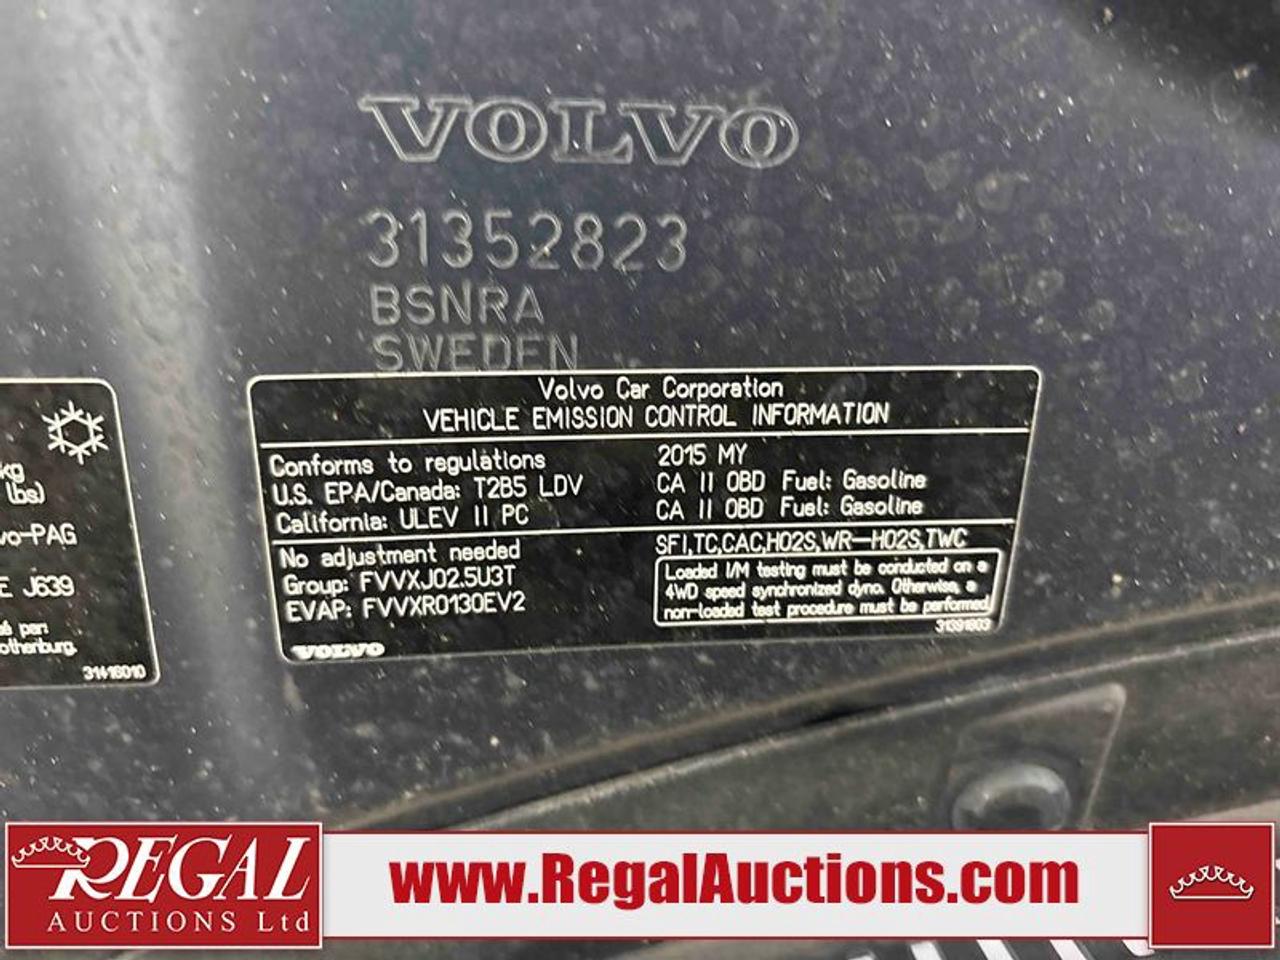 VOLVO
31352823
BSNRA
SWEDEN
kg
lbs)
vo-PAG
E J639
é par:
othenburg.
31416010
Volvo Car Corporation
VEHICLE EMISSION CONTROL INFORMATION
Conforms to regulations 2015 MY
U.S. EPA/Canada: T2B5 LDV CA II OBD Fuel: Gasoline
California: ULEV II PC CA II OBD Fuel: Gasoline
No adjustment needed
Group: FVVXJ02.5U3T
EVAP: FVVXR0130EV2
SFI,TC,CAC,HO2S,WR-HO2S,TWC
Loaded I/M testing must be conducted on a
4WD speed synchronized dyno. Otherwise, a
non-loaded test procedure must be performed
31391803
VOLVO
REGAL
AUCTIONS Ltd
www.RegalAuctions.com